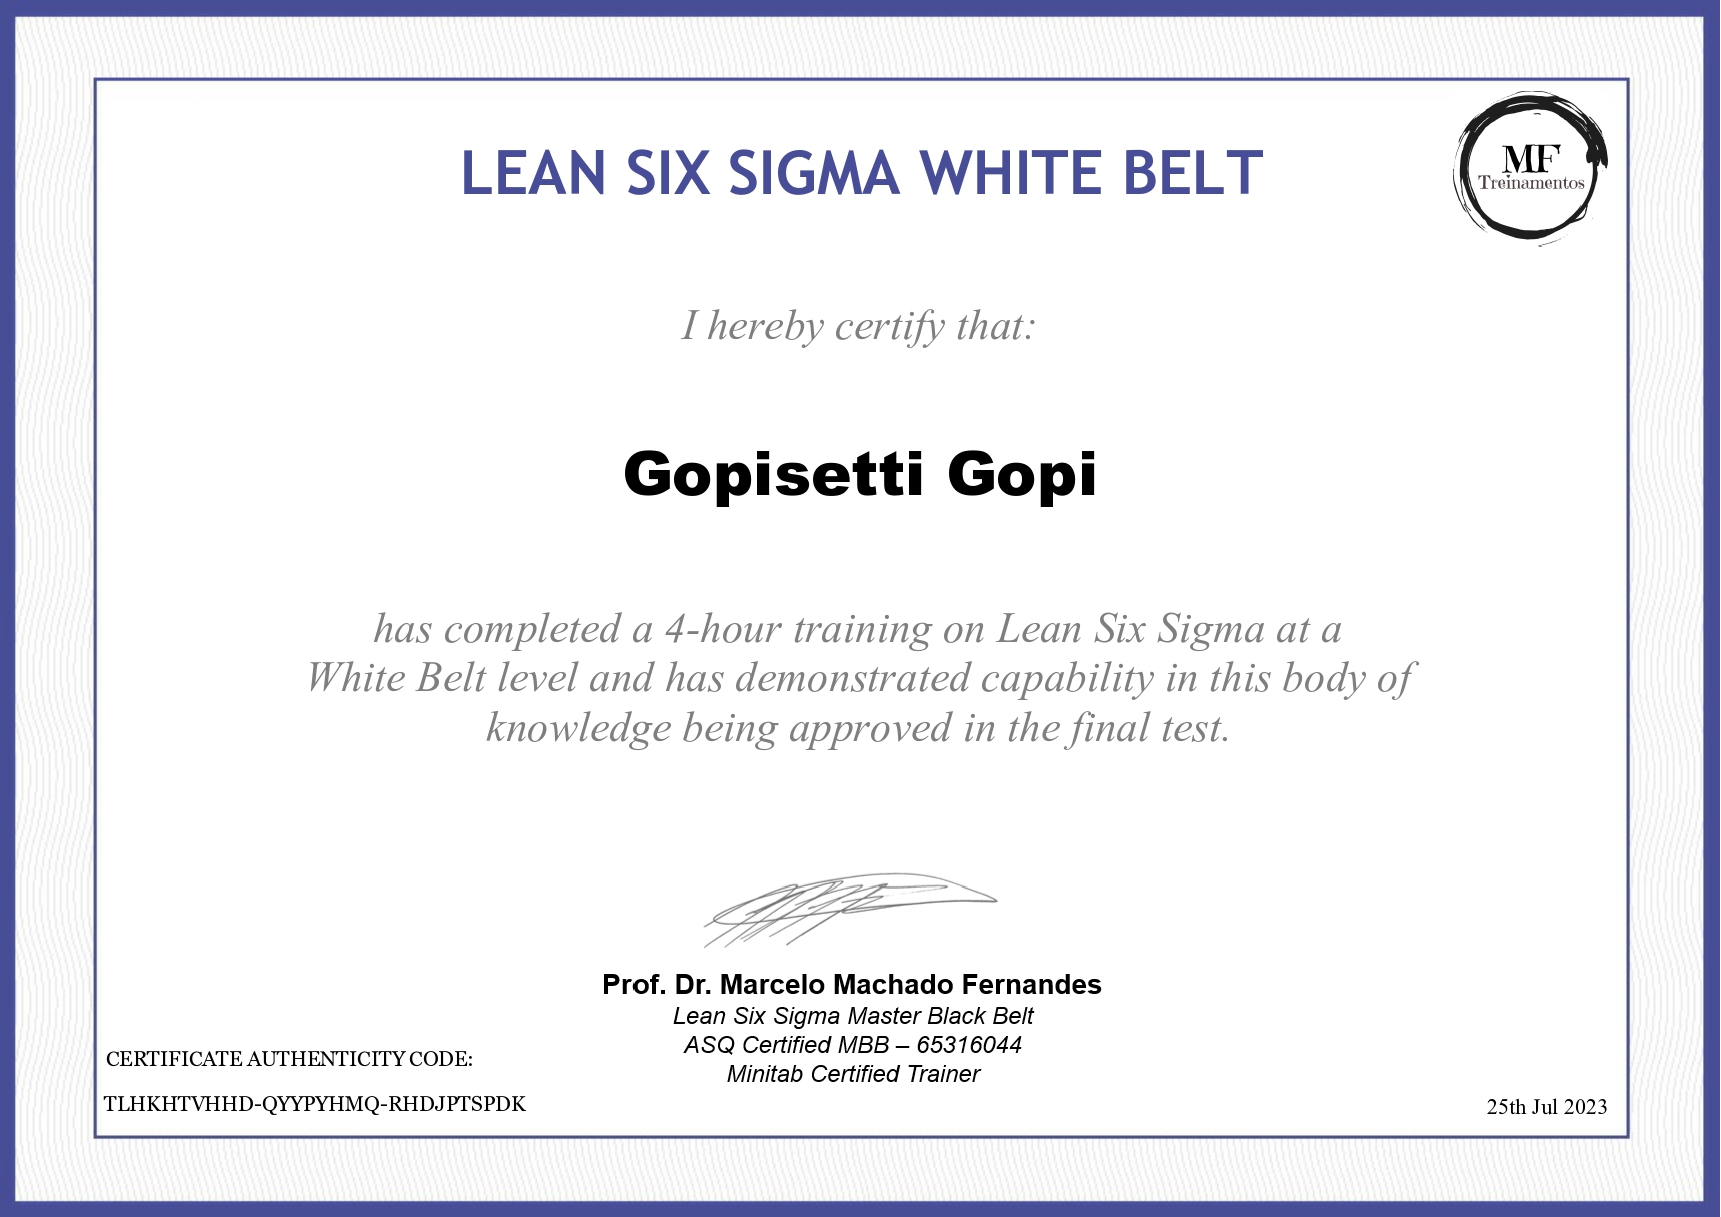 LEAN SIX SIGMA WHITE BELT
MF
Treinamentos
I hereby certify that:
Gopisetti Gopi
has completed a 4-hour training on Lean Six Sigma at a
White Belt level and has demonstrated capability in this body of
knowledge being approved in the final test.
Prof. Dr. Marcelo Machado Fernandes
Lean Six Sigma Master Black Belt
ASQ Certified MBB – 65316044
Minitab Certified Trainer
CERTIFICATE AUTHENTICITY CODE:
TLHKHTVHHD-QYYPYHMQ-RHDJPTSPDK
25th Jul 2023